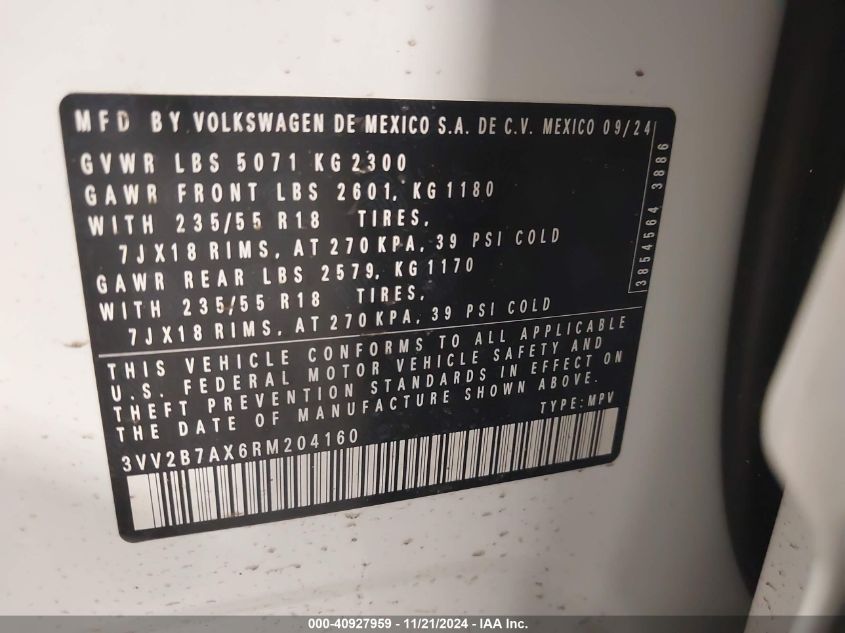 MFD BY VOLKSWAGEN DE MEXICO S.A. DE C.V. MEXICO 09/24
GVWR LBS 5071 KG 2300
GAWR FRONT LBS 2601, KG 1180
WITH 235/55 R18 TIRES,
7JX18 RIMS, AT 270 KPA, 39 PSI COLD
GAWR REAR LBS 2579, KG 1170
WITH 235/55 R18 TIRES,
7JX18 RIMS, AT 270 KPA, 39 PSI COLD
THIS VEHICLE CONFORMS TO ALL APPLICABLE
U.S. FEDERAL MOTOR VEHICLE SAFETY AND
THEFT PREVENTION STANDARDS IN EFFECT ON
THE DATE OF MANUFACTURE SHOWN ABOVE.
TYPE: MPV
3VV2B7AX6RM204160
3854564 3886
000-40927959 - 11/21/2024 - IAA Inc.